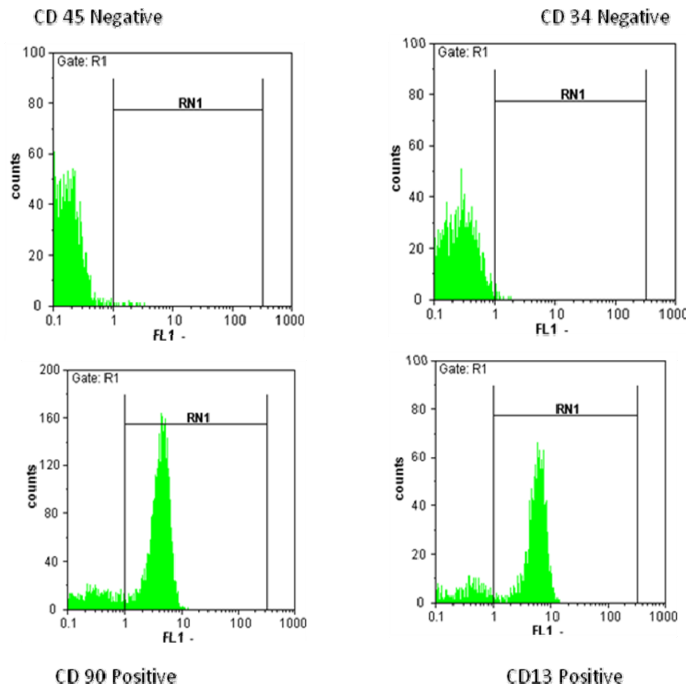 CD 45 Negative
CD 34 Negative
Gate: R1
RN1
counts
100
80
60
40
20
0
0.1 1 10 100 1000
FL1 -
Gate: R1
RN1
counts
100
80
60
40
20
0
0.1 1 10 100 1000
FL1 -
Gate: R1
RN1
counts
200
160
120
80
40
0
0.1 1 10 100 1000
FL1 -
Gate: R1
RN1
counts
100
80
60
40
20
0
0.1 1 10 100 1000
FL1 -
CD 90 Positive
CD13 Positive